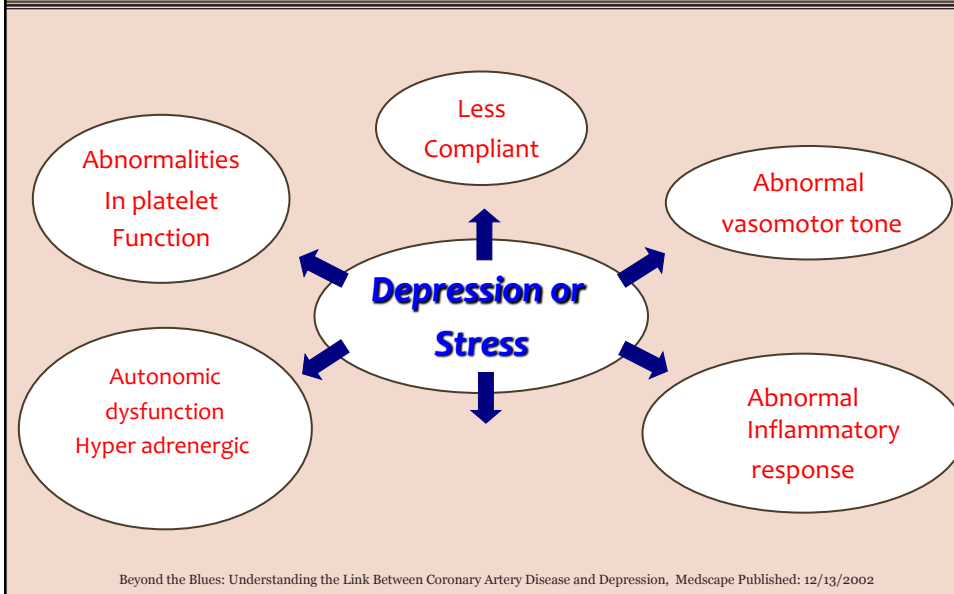 Less
Compliant
Abnormalities
In platelet
Function
Abnormal
vasomotor tone
Depression or
Stress
Autonomic
dysfunction
Hyper adrenergic
Abnormal
Inflammatory
response
Beyond the Blues: Understanding the Link Between Coronary Artery Disease and Depression, Medscape Published: 12/13/2002